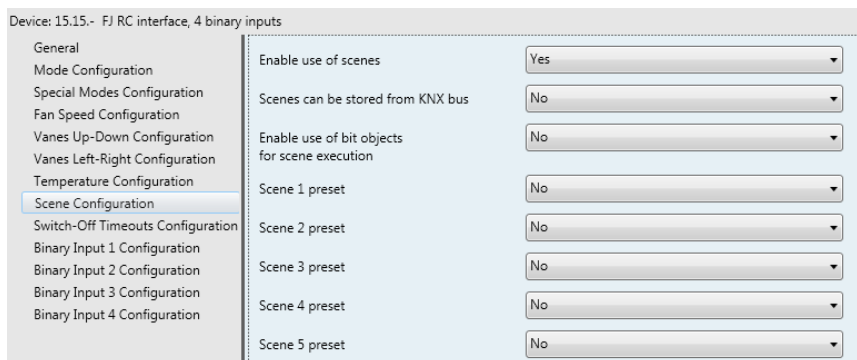 Device: 15.15.- FJ RC interface, 4 binary inputs
General
Mode Configuration
Special Modes Configuration
Fan Speed Configuration
Vanes Up-Down Configuration
Vanes Left-Right Configuration
Temperature Configuration
Scene Configuration
Switch-Off Timeouts Configuration
Binary Input 1 Configuration
Binary Input 2 Configuration
Binary Input 3 Configuration
Binary Input 4 Configuration
Enable use of scenes Yes
Scenes can be stored from KNX bus No
Enable use of bit objects No
for scene execution
Scene 1 preset No
Scene 2 preset No
Scene 3 preset No
Scene 4 preset No
Scene 5 preset No